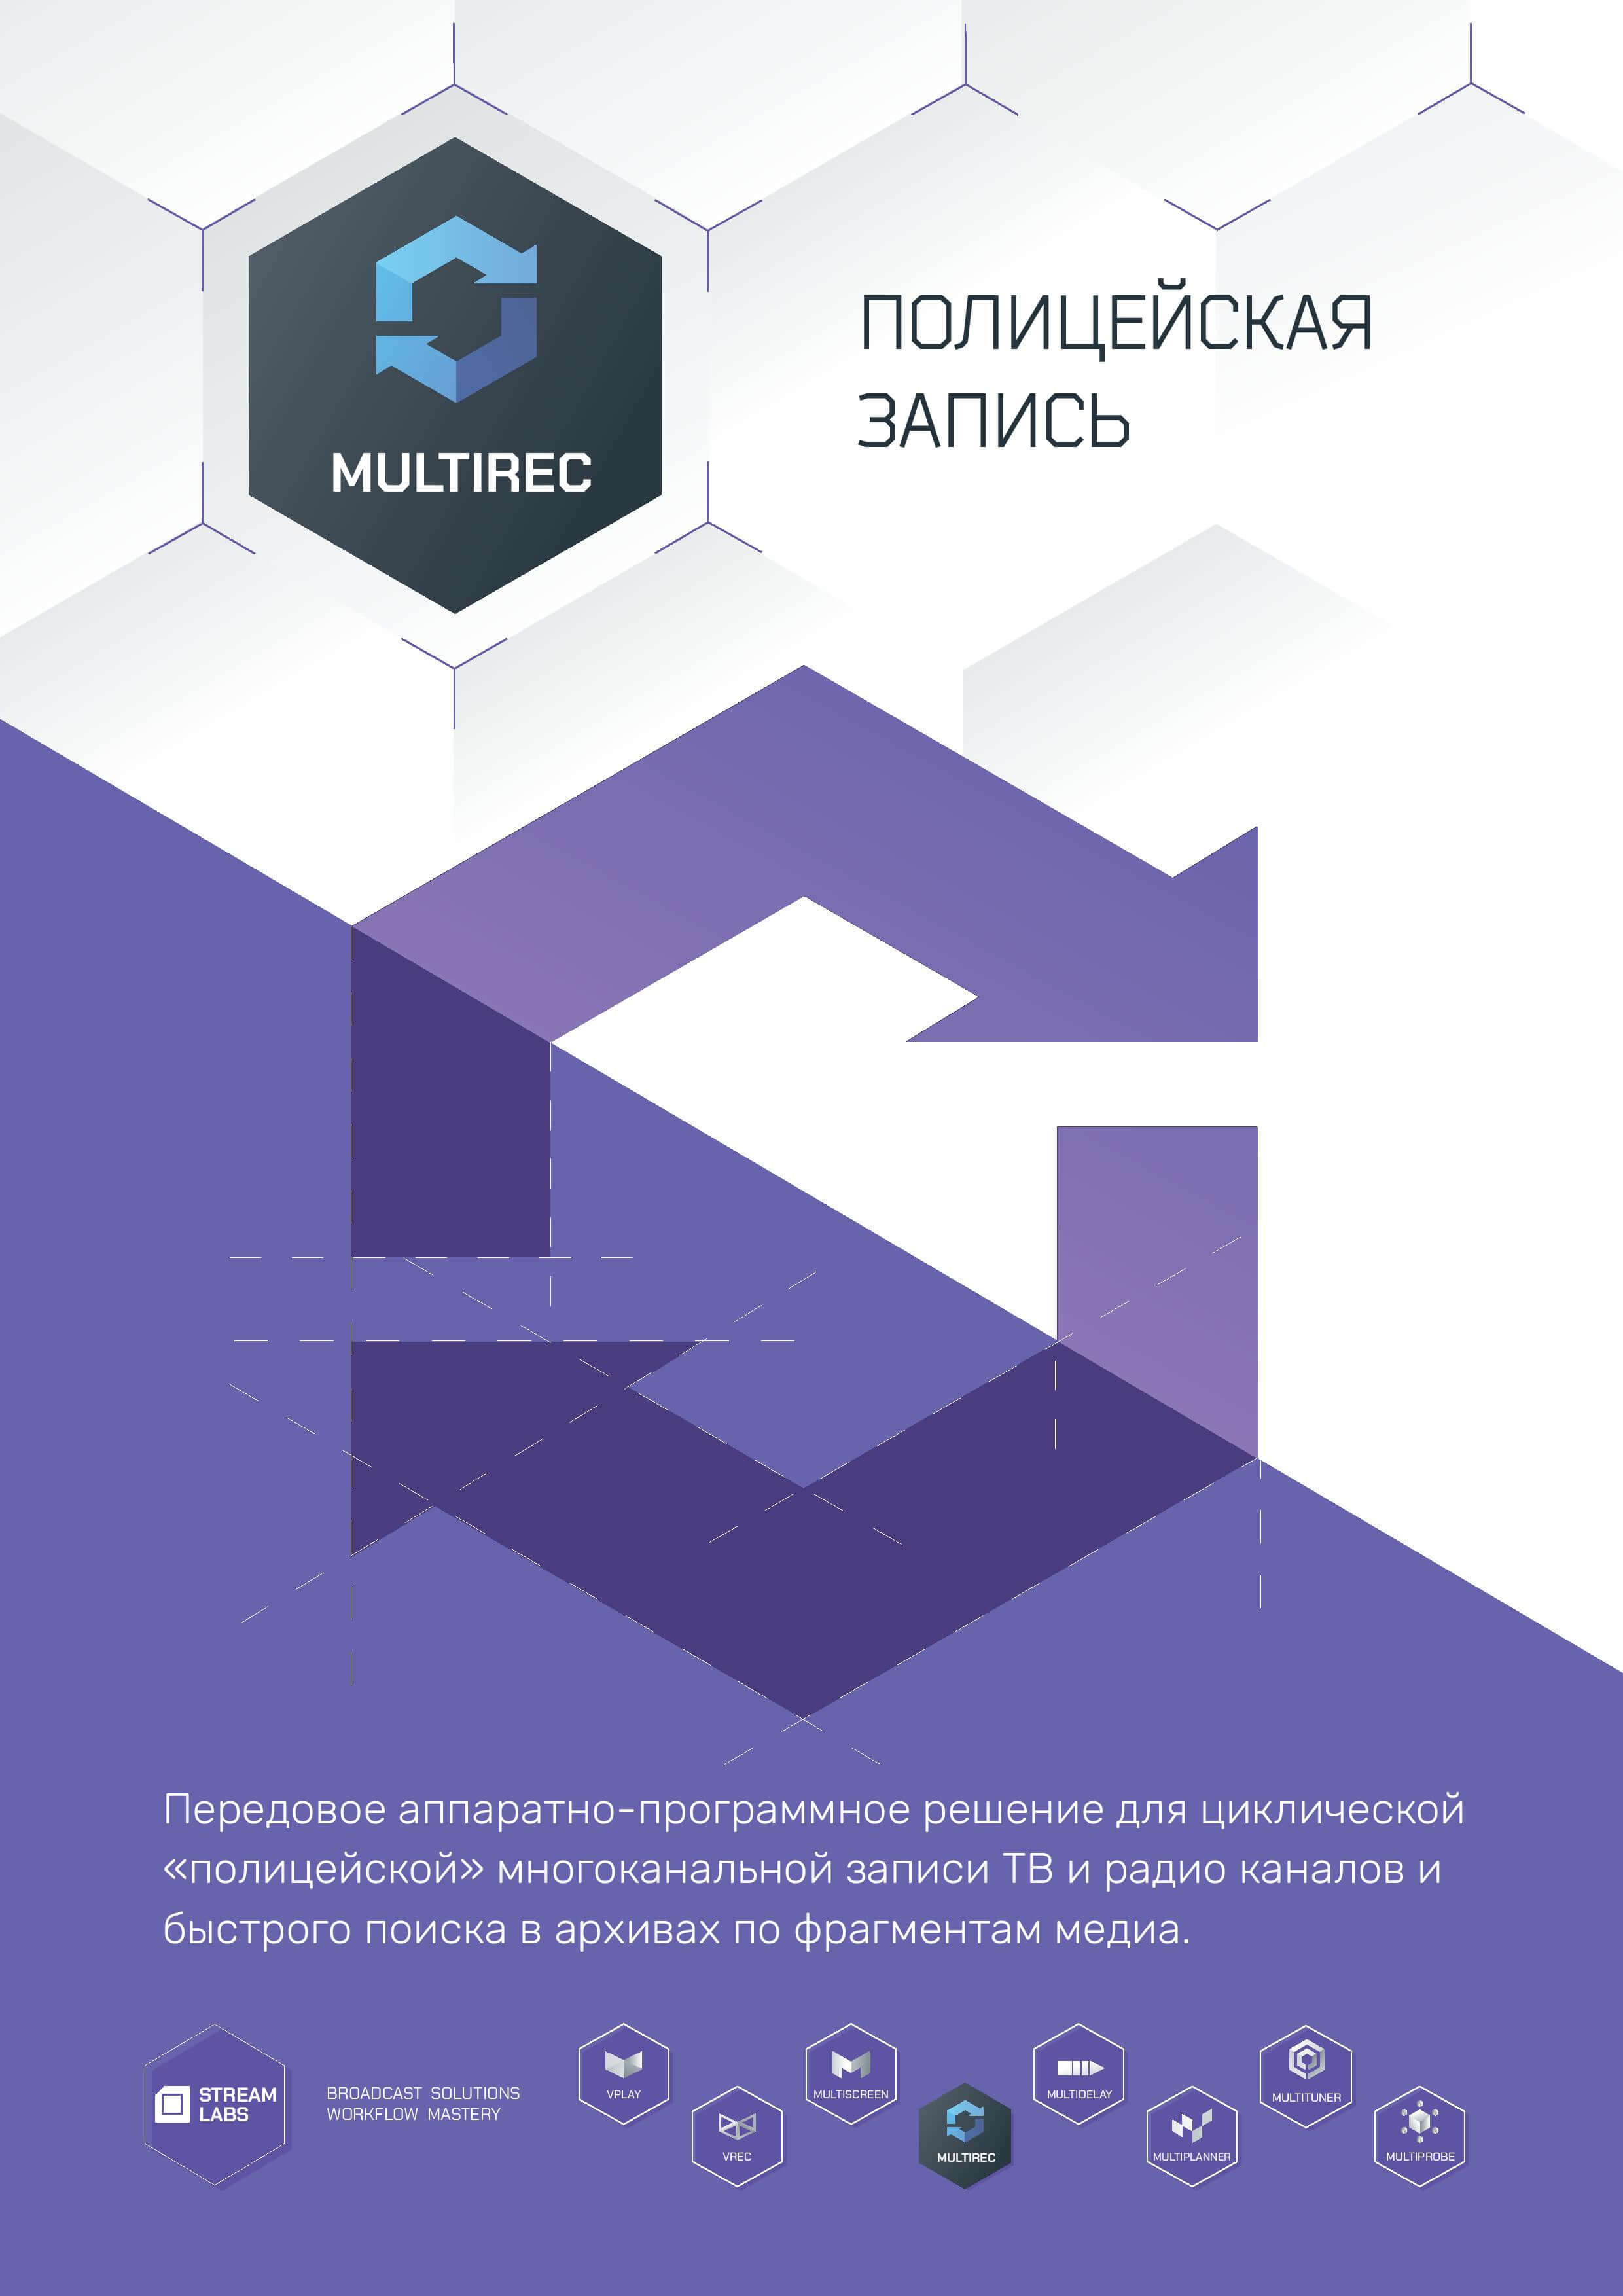 MULTIREC
ПОЛИЦЕЙСКАЯ
ЗАПИСЬ
Передовое аппаратно-программное решение для циклической
«полицейской» многоканальной записи ТВ и радио каналов и
быстрого поиска в архивах по фрагментам медиа.
STREAM
LABS
BROADCAST SOLUTIONS
WORKFLOW MASTERY
VPLAY
VREC
MULTISCREEN
MULTIREC
MULTIDELAY
MULTIPLANNER
MULTITUNER
MULTIPROBE